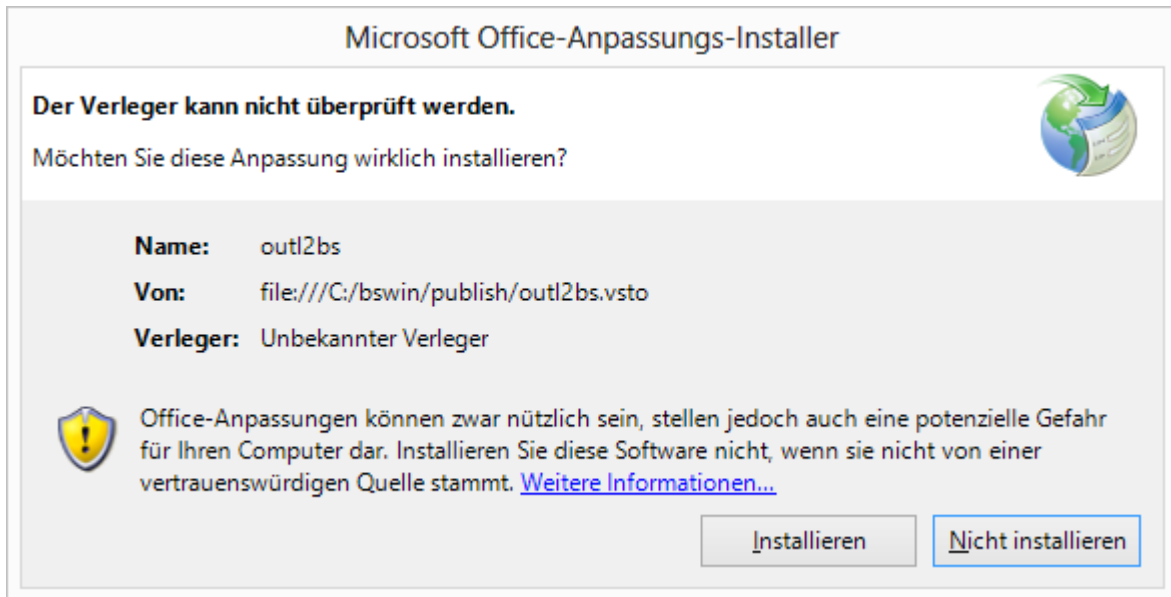 Microsoft Office-Anpassungs-Installer
Der Verleger kann nicht überprüft werden.
Möchten Sie diese Anpassung wirklich installieren?
Name: outl2bs
Von: file:///C:/bswin/publish/outl2bs.vsto
Verleger: Unbekannter Verleger
Office-Anpassungen können zwar nützlich sein, stellen jedoch auch eine potenzielle Gefahr
für Ihren Computer dar. Installieren Sie diese Software nicht, wenn sie nicht von einer
vertrauenswürdigen Quelle stammt. Weitere Informationen...
Installieren Nicht installieren